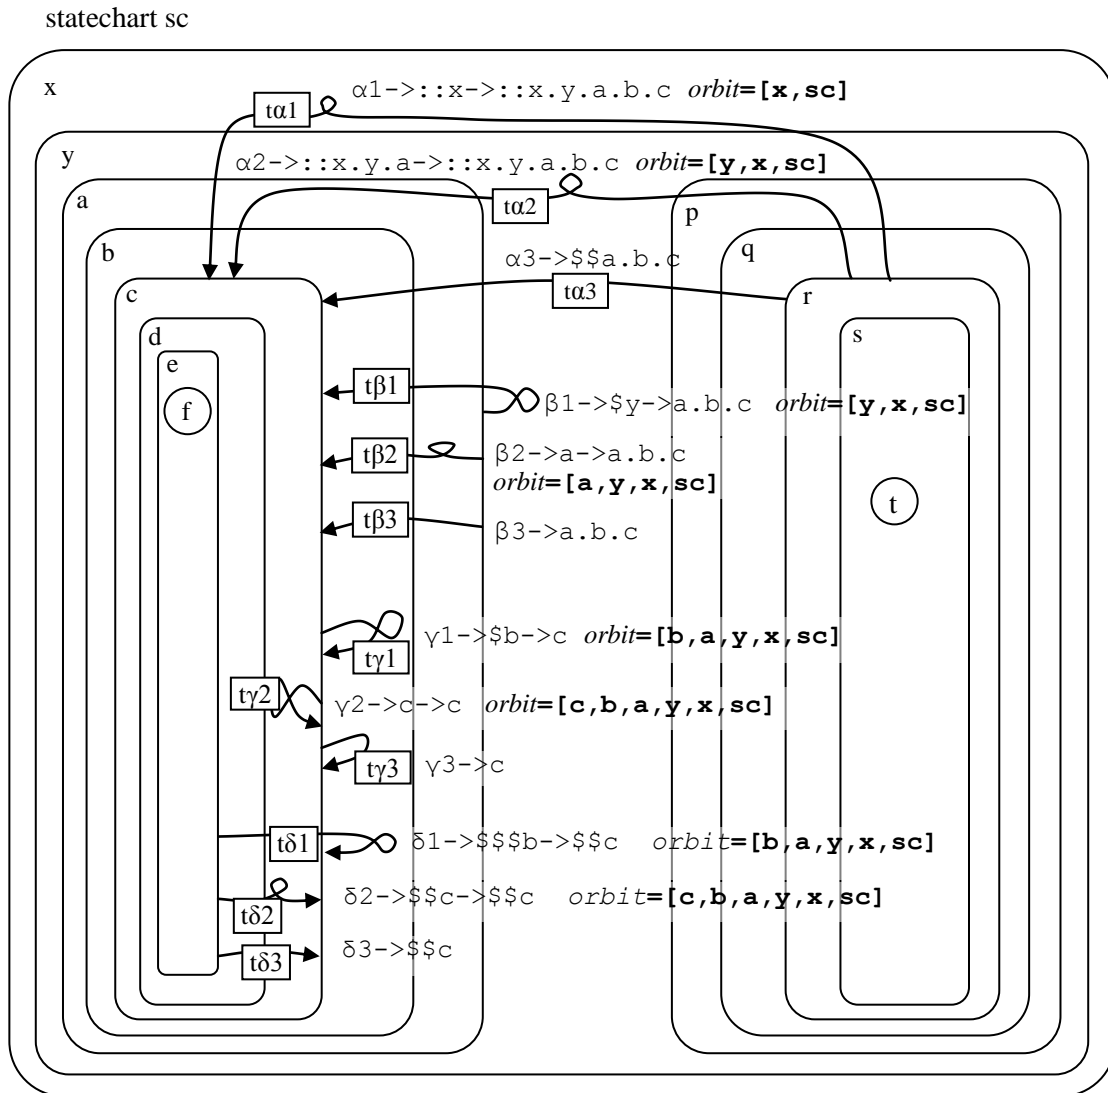 statechart sc
x
α1->::x->::x.y.a.b.c orbit=[x,sc]
tα1
y
α2->::x.y.a->::x.y.a.b.c orbit=[y,x,sc]
a
tα2
p
b
α3->$$a.b.c
q
c
tα3
r
d
s
e
tβ1
f
β1->$y->a.b.c orbit=[y,x,sc]
tβ2
β2->a->a.b.c
orbit=[a,y,x,sc]
t
tβ3
β3->a.b.c
γ1->$b->c orbit=[b,a,y,x,sc]
tγ1
tγ2
γ2->c->c orbit=[c,b,a,y,x,sc]
tγ3
γ3->c
tδ1
δ1->$$$b->$$c orbit=[b,a,y,x,sc]
δ2->$$c->$$c orbit=[c,b,a,y,x,sc]
tδ2
tδ3
δ3->$$c